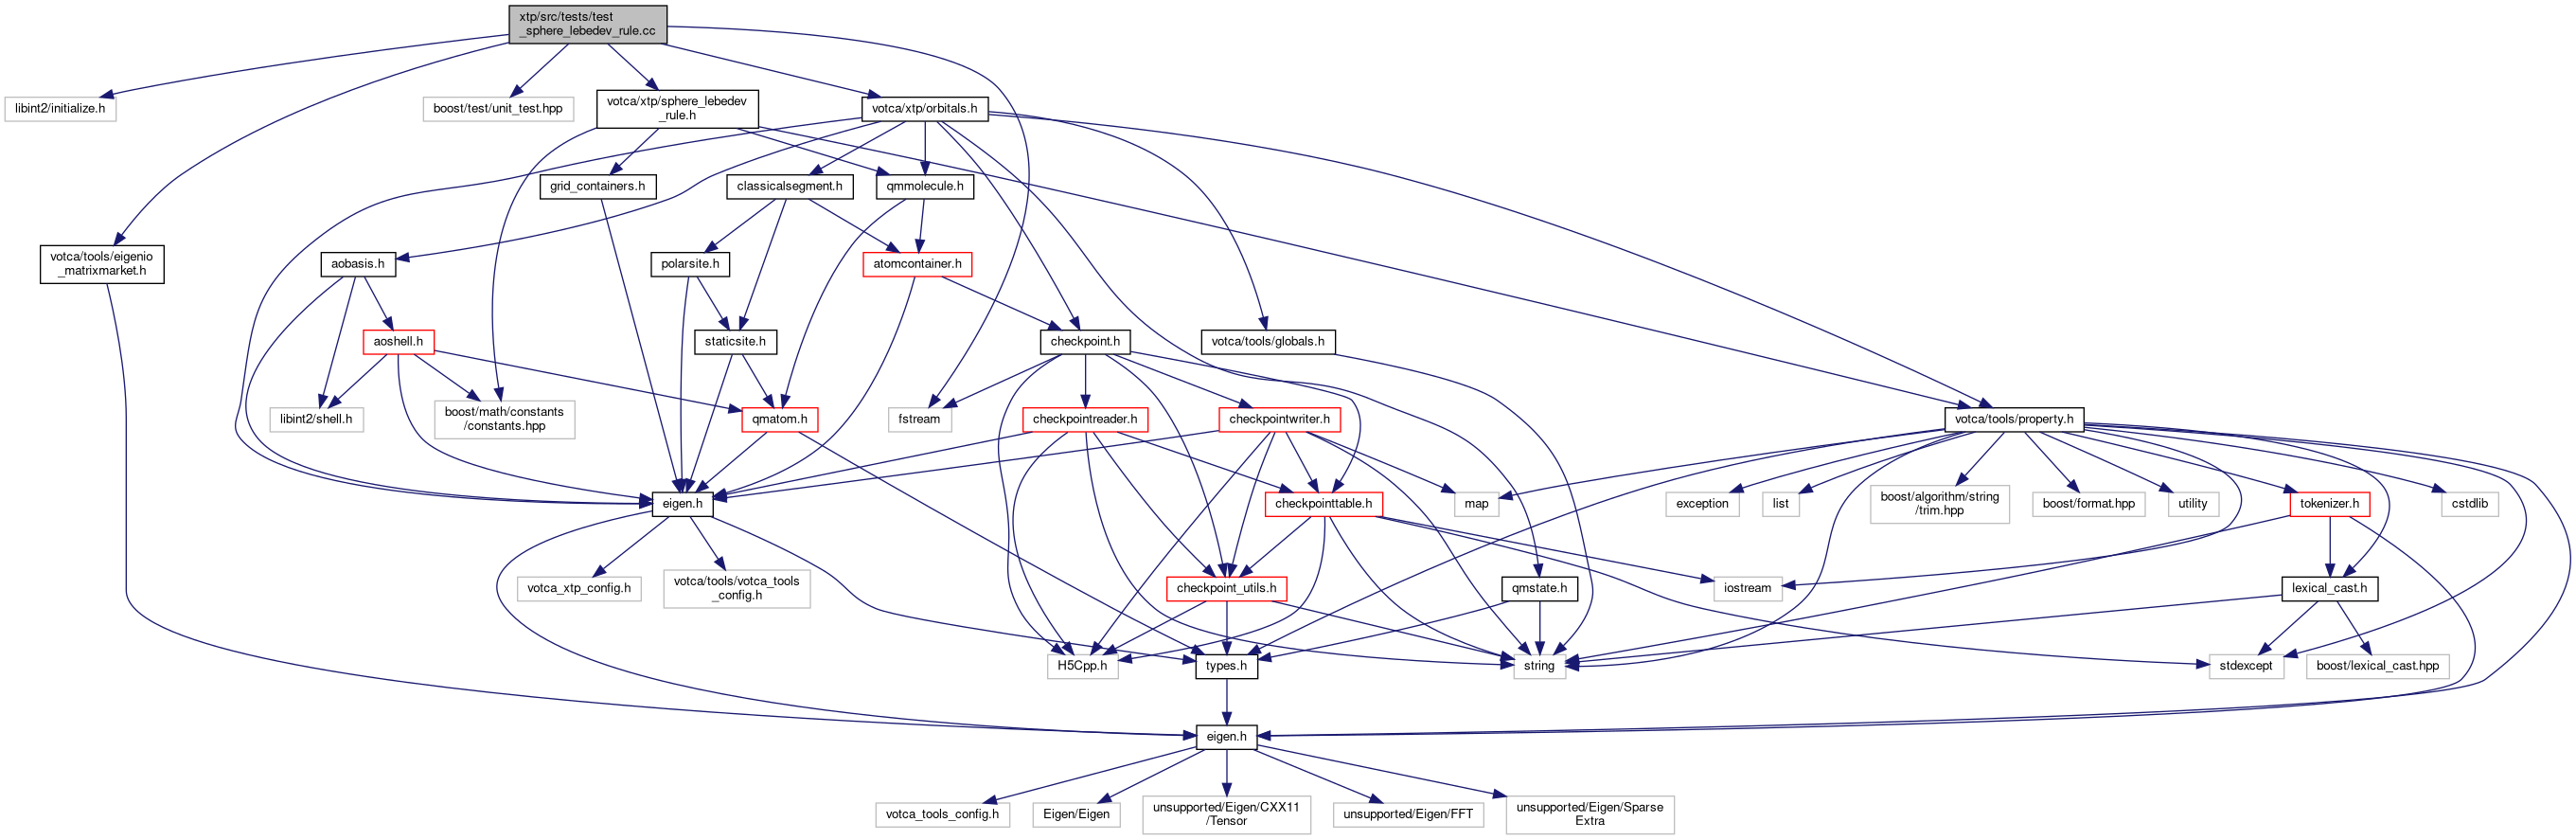 xtp/src/tests/test
_sphere_lebedev_rule.cc
libint2/initialize.h
boost/test/unit_test.hpp
votca/xtp/sphere_lebedev
_rule.h
votca/xtp/orbitals.h
grid_containers.h
classicalsegment.h
qmmolecule.h
votca/tools/eigenio
_matrixmarket.h
aobasis.h
polarsite.h
atomcontainer.h
aoshell.h
staticsite.h
checkpoint.h
votca/tools/globals.h
libint2/shell.h
boost/math/constants
/constants.hpp
qmatom.h
fstream
checkpointreader.h
checkpointwriter.h
votca/tools/property.h
eigen.h
checkpointtable.h
map
exception
list
boost/algorithm/string
/trim.hpp
boost/format.hpp
utility
tokenizer.h
cstdlib
votca_xtp_config.h
votca/tools/votca_tools
_config.h
checkpoint_utils.h
qmstate.h
iostream
lexical_cast.h
H5Cpp.h
types.h
string
stdexcept
boost/lexical_cast.hpp
eigen.h
votca_tools_config.h
Eigen/Eigen
unsupported/Eigen/CXX11
/Tensor
unsupported/Eigen/FFT
unsupported/Eigen/Sparse
Extra